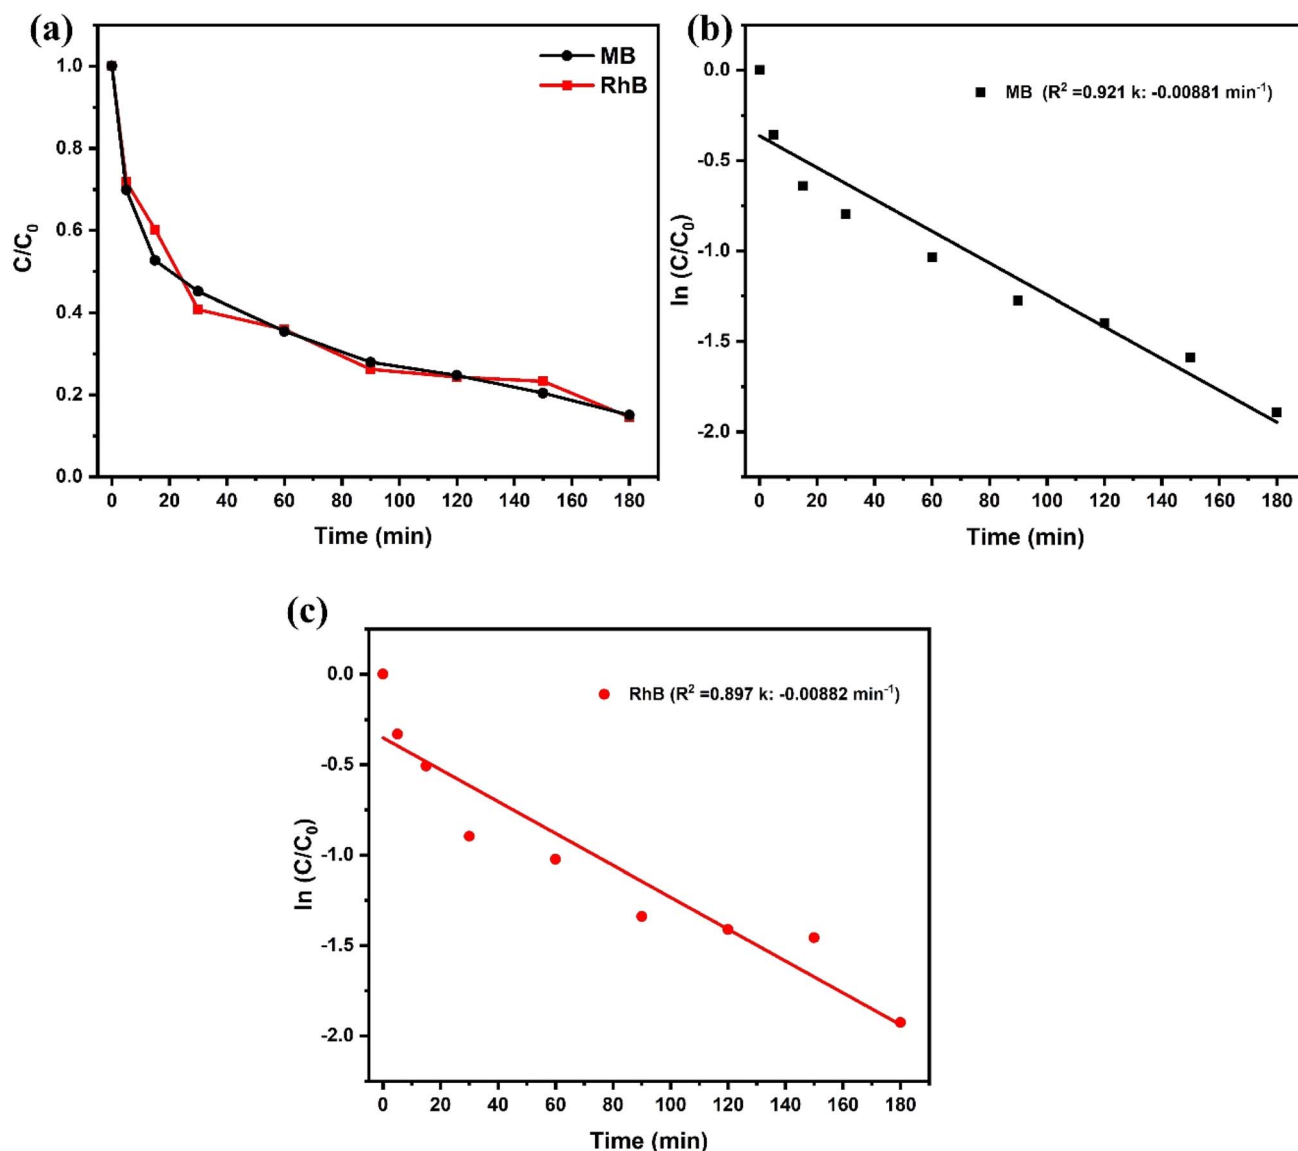 (a)
MB
RhB
1.0
0.8
0.6
0.4
0.2
0.0
C/C₀
0 20 40 60 80 100 120 140 160 180
Time (min)
(b)
MB (R² =0.921 k: -0.00881 min⁻¹)
0.0
-0.5
-1.0
-1.5
-2.0
ln (C/C₀)
0 20 40 60 80 100 120 140 160 180
Time (min)
(c)
RhB (R² =0.897 k: -0.00882 min⁻¹)
0.0
-0.5
-1.0
-1.5
-2.0
ln (C/C₀)
0 20 40 60 80 100 120 140 160 180
Time (min)